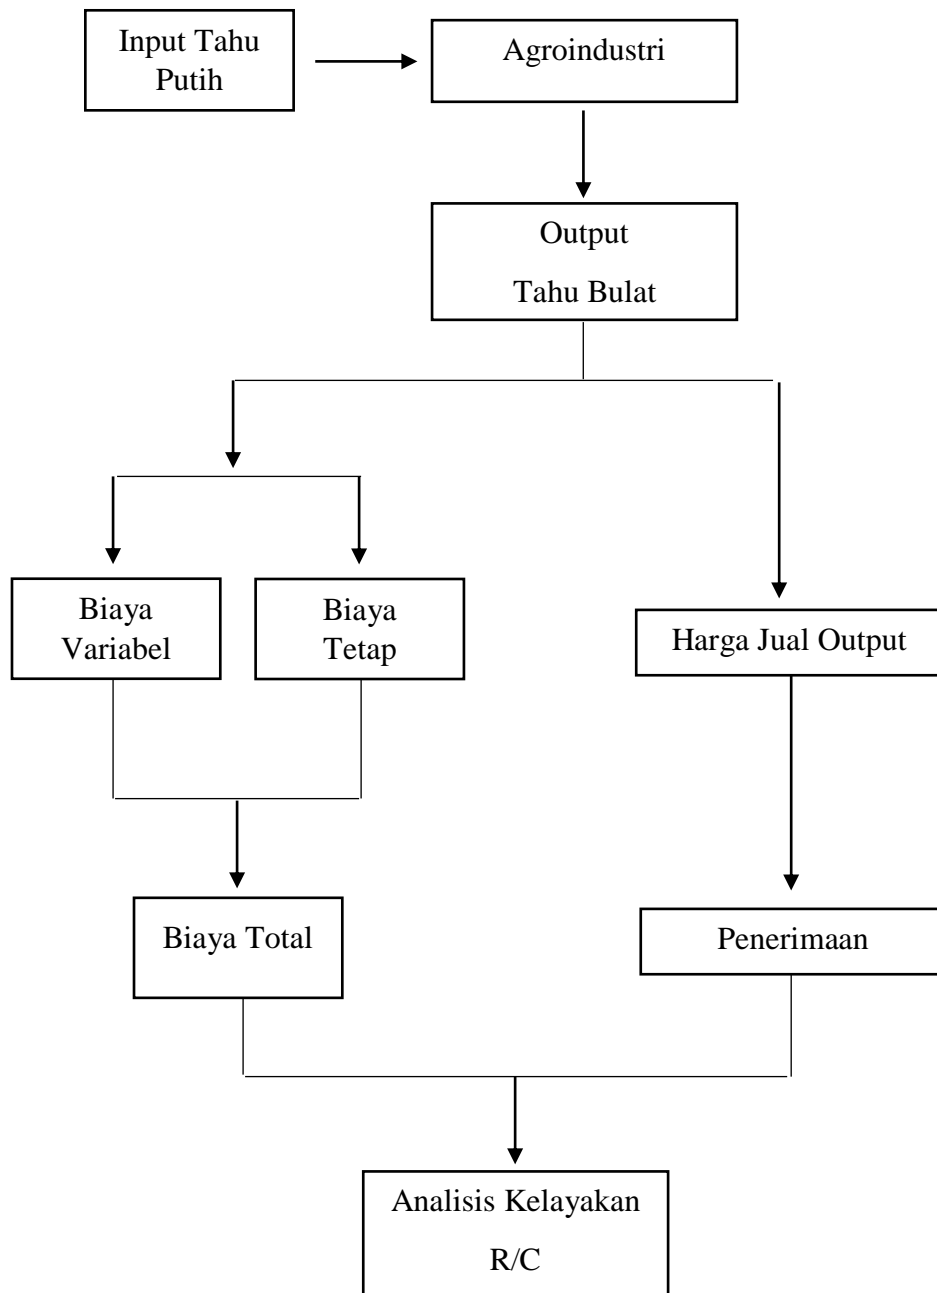 Input Tahu
Putih
Agroindustri
Output
Tahu Bulat
Biaya
Variabel
Biaya
Tetap
Harga Jual Output
Biaya Total
Penerimaan
Analisis Kelayakan
R/C